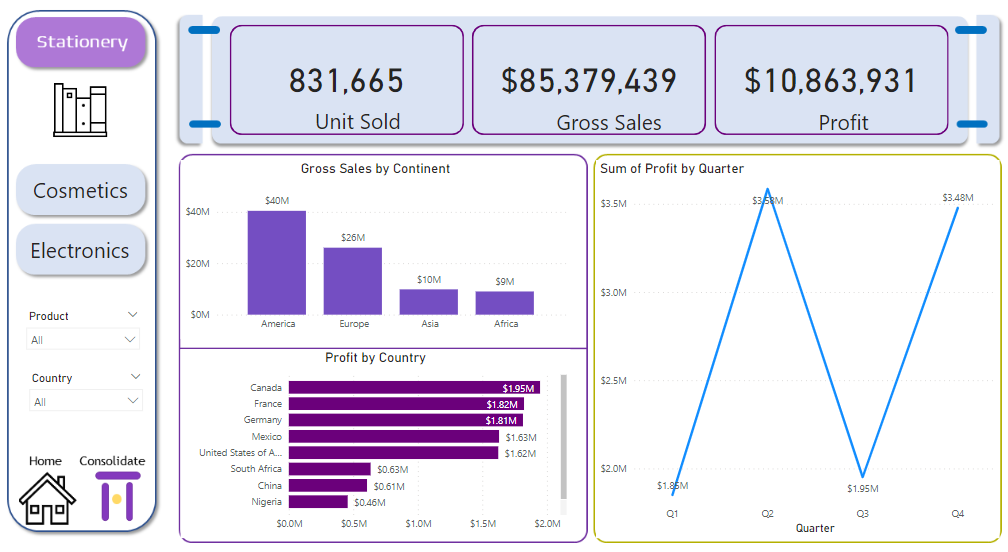 Stationery
Cosmetics
Electronics
Product
All
Country
All
Home Consolidate
831,665
Unit Sold
$85,379,439
Gross Sales
$10,863,931
Profit
Gross Sales by Continent
$40M
$20M
$0M
$40M
$26M
$10M
$9M
America Europe Asia Africa
Profit by Country
Canada $1.95M
France $1.82M
Germany $1.81M
Mexico $1.63M
United States of A... $1.62M
South Africa $0.63M
China $0.61M
Nigeria $0.46M
$0.0M $0.5M $1.0M $1.5M $2.0M
Sum of Profit by Quarter
$3.5M
$3.0M
$2.5M
$2.0M
$1.85M
$3.58M
$1.95M
$3.48M
Q1 Q2 Q3 Q4
Quarter